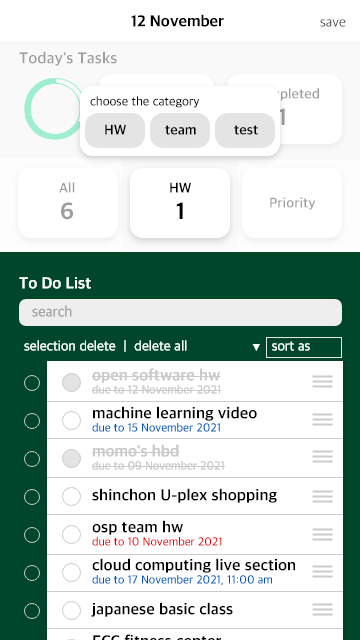 12 November
save
Today's Tasks
choose the category
HW
team
test
1
All
6
HW
1
Priority
To Do List
search
selection delete | delete all
▼ sort as
open software hw
due to 12 November 2021
machine learning video
due to 15 November 2021
momo's hbd
due to 09 November 2021
shinchon U-plex shopping
osp team hw
due to 10 November 2021
cloud computing live section
due to 17 November 2021, 11:00 am
japanese basic class